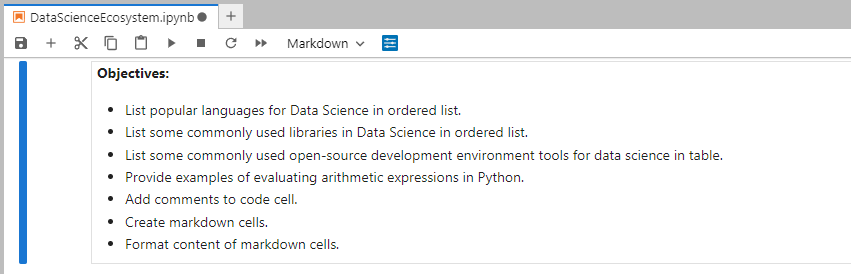 DataScienceEcosystem.ipynb
Markdown
Objectives:
List popular languages for Data Science in ordered list.
List some commonly used libraries in Data Science in ordered list.
List some commonly used open-source development environment tools for data science in table.
Provide examples of evaluating arithmetic expressions in Python.
Add comments to code cell.
Create markdown cells.
Format content of markdown cells.